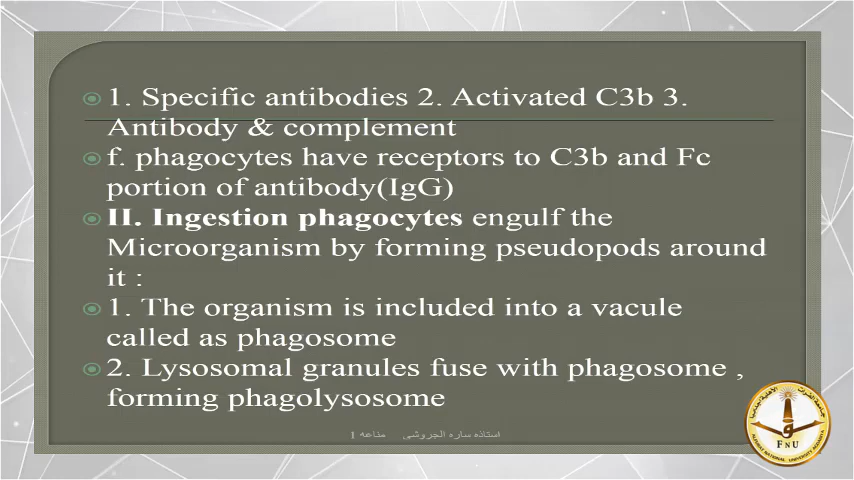 1. Specific antibodies 2. Activated C3b 3.
Antibody & complement
f. phagocytes have receptors to C3b and Fc
portion of antibody(IgG)
II. Ingestion phagocytes engulf the
Microorganism by forming pseudopods around
it :
1. The organism is included into a vacule
called as phagosome
2. Lysosomal granules fuse with phagosome ,
forming phagolysosome
استاذه ساره الجروشي مناعه 1
FNU